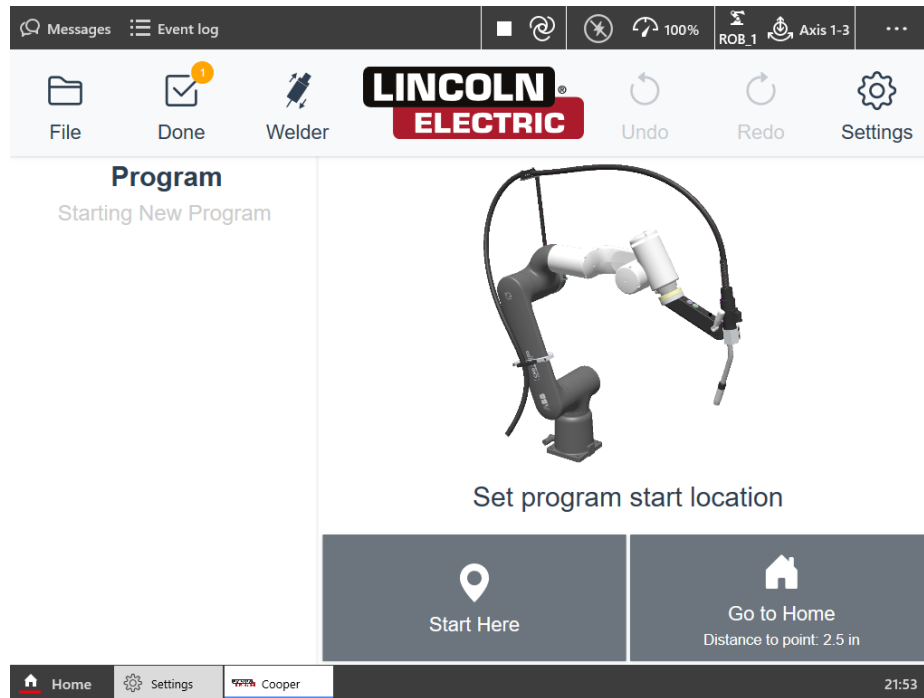 Messages
Event log
100%
ROB_1
Axis 1-3
...
File
Done
1
Welder
LINCOLN ®
ELECTRIC
Undo
Redo
Settings
Program
Starting New Program
Set program start location
Start Here
Go to Home
Distance to point: 2.5 in
Home
Settings
Cooper
21:53